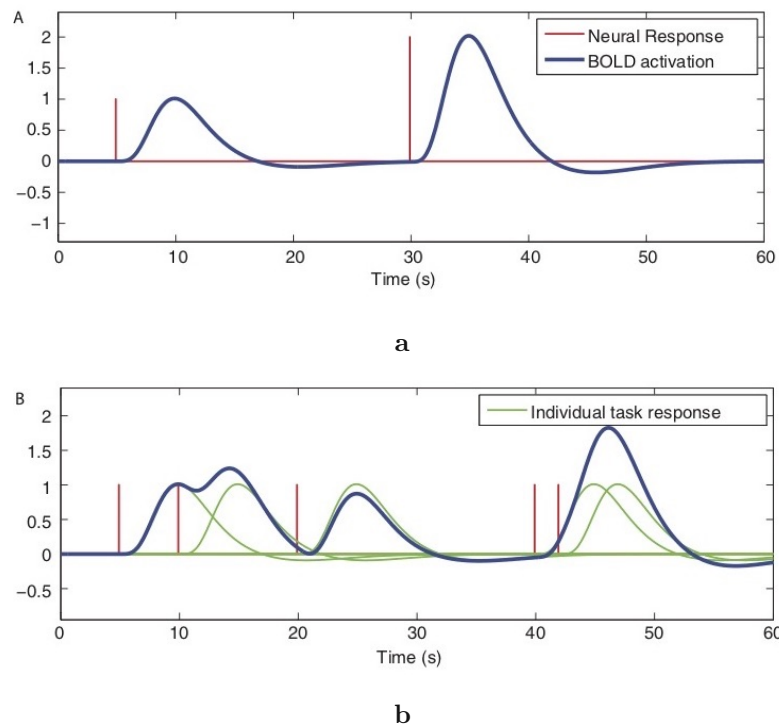 A
Neural Response
BOLD activation
2
1.5
1
0.5
0
−0.5
−1
0 10 20 30 40 50 60
Time (s)
a
B
Individual task response
2
1.5
1
0.5
0
−0.5
0 10 20 30 40 50 60
Time (s)
b